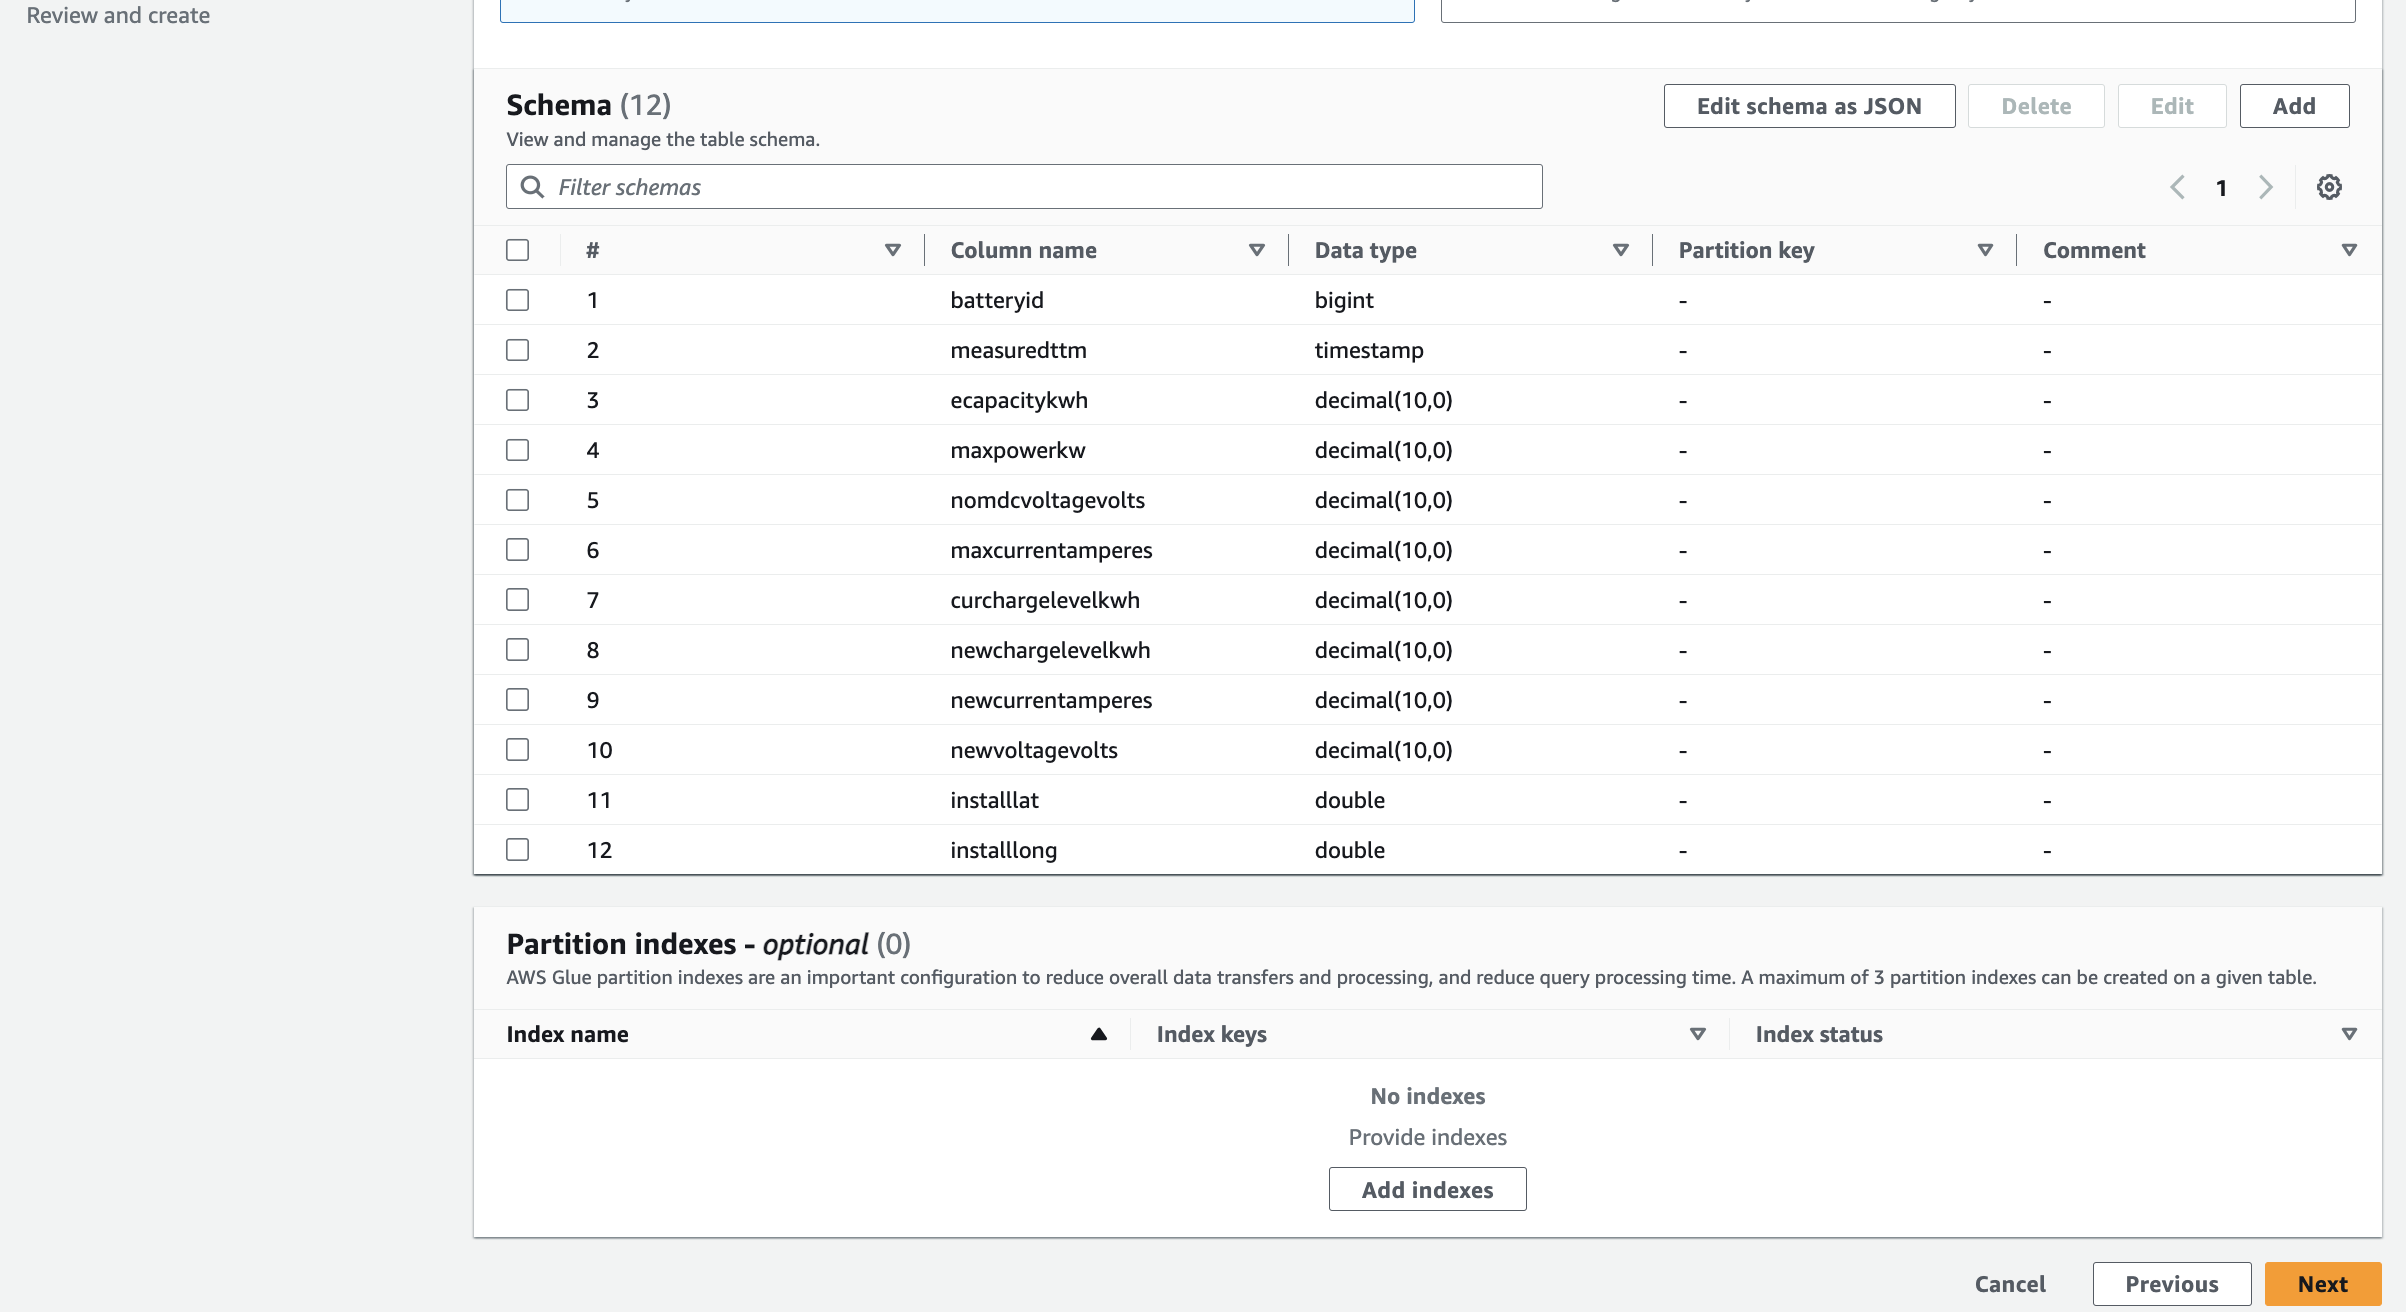 Review and create
Schema (12)
View and manage the table schema.
Edit schema as JSON
Delete
Edit
Add
Filter schemas
1
# Column name Data type Partition key Comment
1 batteryid bigint - -
2 measuredttm timestamp - -
3 ecapacitykwh decimal(10,0) - -
4 maxpowerkw decimal(10,0) - -
5 nomdcvoltagevolts decimal(10,0) - -
6 maxcurrentamperes decimal(10,0) - -
7 curchargelevelkwh decimal(10,0) - -
8 newchargelevelkwh decimal(10,0) - -
9 newcurrentamperes decimal(10,0) - -
10 newvoltagevolts decimal(10,0) - -
11 installlat double - -
12 installlong double - -
Partition indexes - optional (0)
AWS Glue partition indexes are an important configuration to reduce overall data transfers and processing, and reduce query processing time. A maximum of 3 partition indexes can be created on a given table.
Index name Index keys Index status
No indexes
Provide indexes
Add indexes
Cancel
Previous
Next